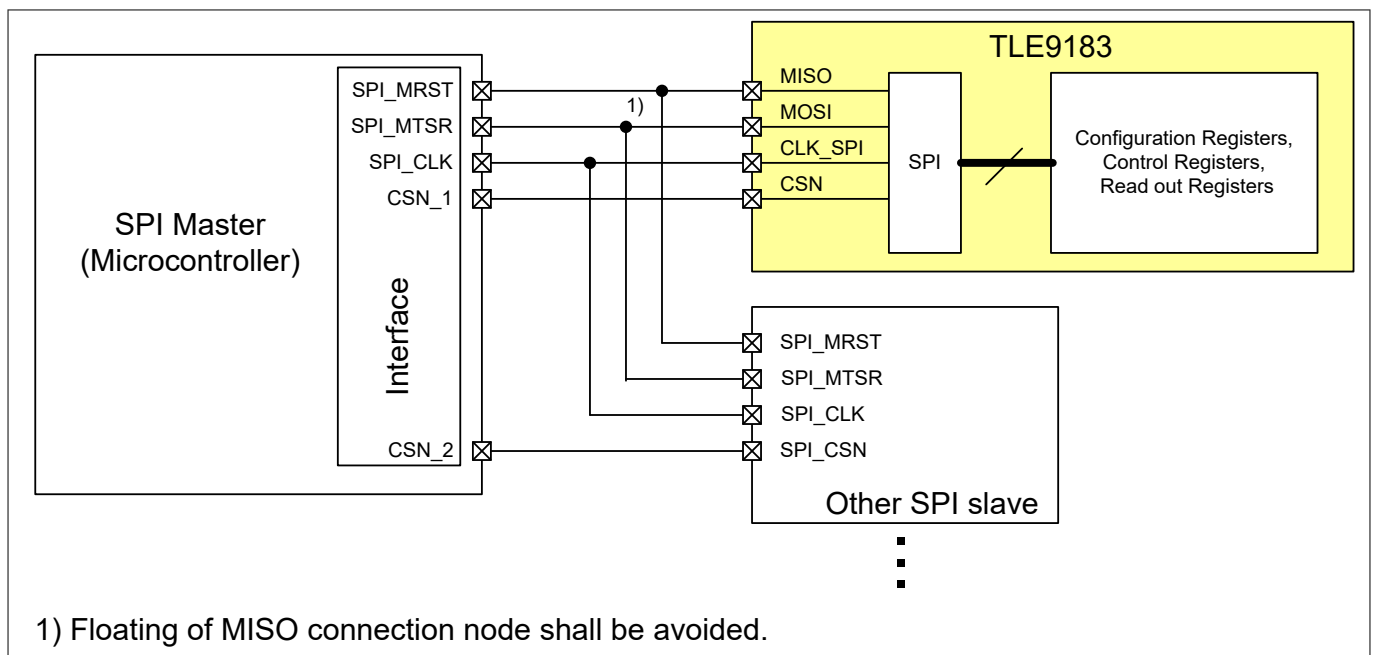 TLE9183
SPI_MRST
MISO
1)
MOSI
SPI_MTSR
CLK_SPI
SPI_CLK
CSN
CSN_1
SPI
Configuration Registers,
Control Registers,
Read out Registers
SPI Master
(Microcontroller)
Interface
SPI_MRST
SPI_MTSR
SPI_CLK
CSN_2
SPI_CSN
Other SPI slave
1) Floating of MISO connection node shall be avoided.